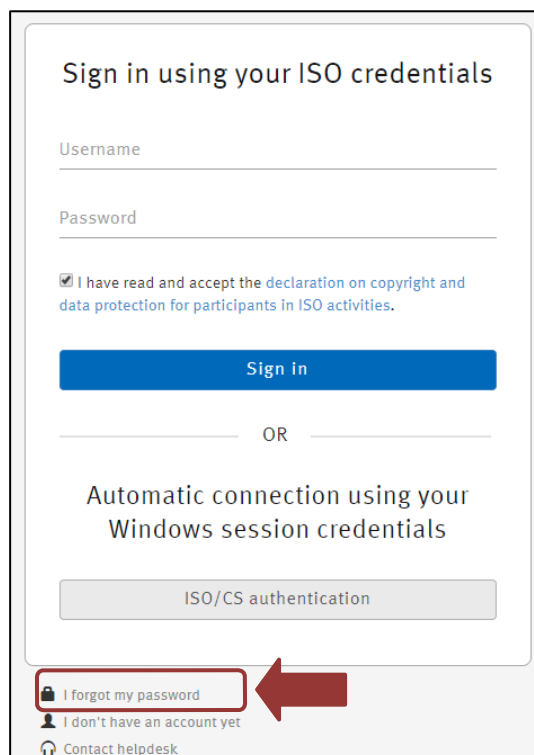 Sign in using your ISO credentials
Username
Password
I have read and accept the declaration on copyright and
data protection for participants in ISO activities.
Sign in
OR
Automatic connection using your
Windows session credentials
ISO/CS authentication
I forgot my password
I don't have an account yet
Contact helpdesk